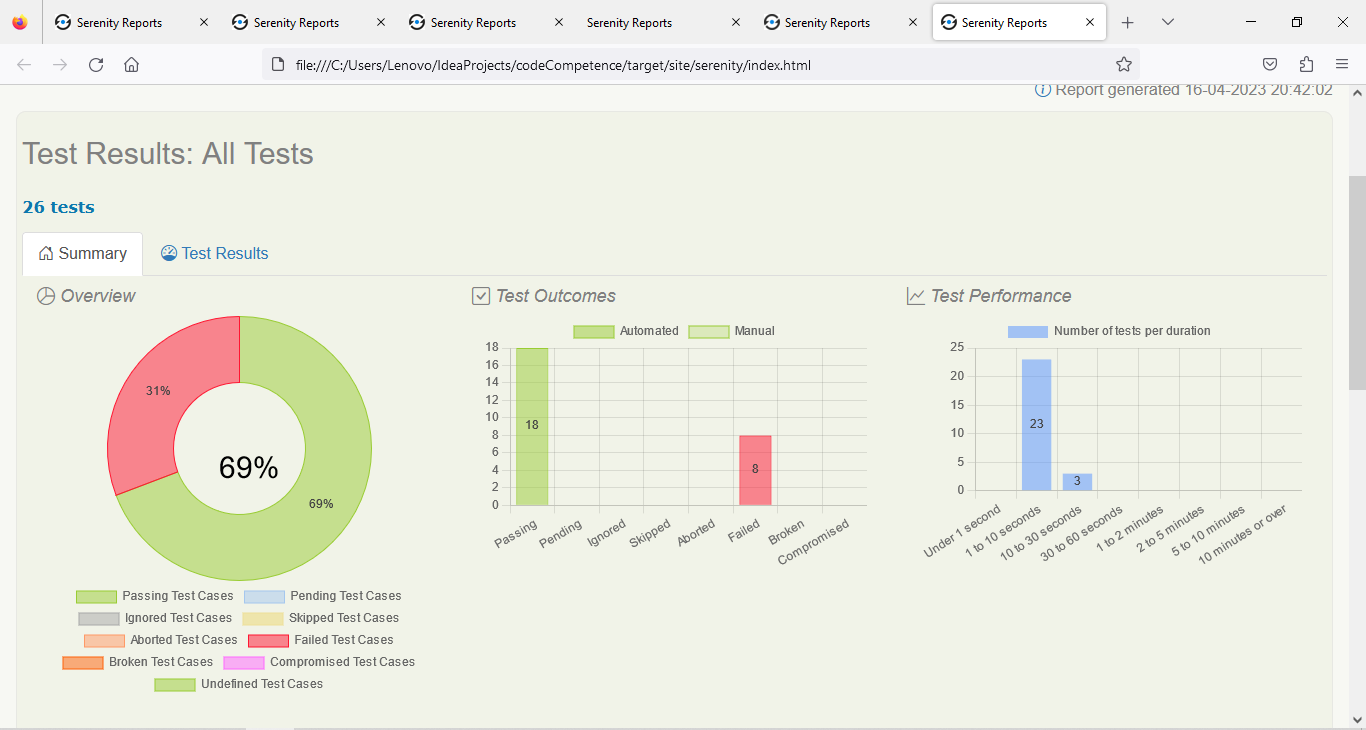 Serenity Reports
Serenity Reports
Serenity Reports
Serenity Reports
Serenity Reports
Serenity Reports
file:///C:/Users/Lenovo/IdeaProjects/codeCompetence/target/site/serenity/index.html
Report generated 16-04-2023 20:42:02
Test Results: All Tests
26 tests
Summary
Test Results
Overview
31%
69%
69%
Passing Test Cases
Pending Test Cases
Ignored Test Cases
Skipped Test Cases
Aborted Test Cases
Failed Test Cases
Broken Test Cases
Compromised Test Cases
Undefined Test Cases
Test Outcomes
Automated
Manual
18
16
14
12
10
8
6
4
2
0
18
8
Passing
Pending
Ignored
Skipped
Aborted
Failed
Broken
Compromised
Test Performance
Number of tests per duration
25
20
15
10
5
0
23
3
Under 1 second
1 to 10 seconds
10 to 30 seconds
30 to 60 seconds
1 to 2 minutes
2 to 5 minutes
5 to 10 minutes
10 minutes or over